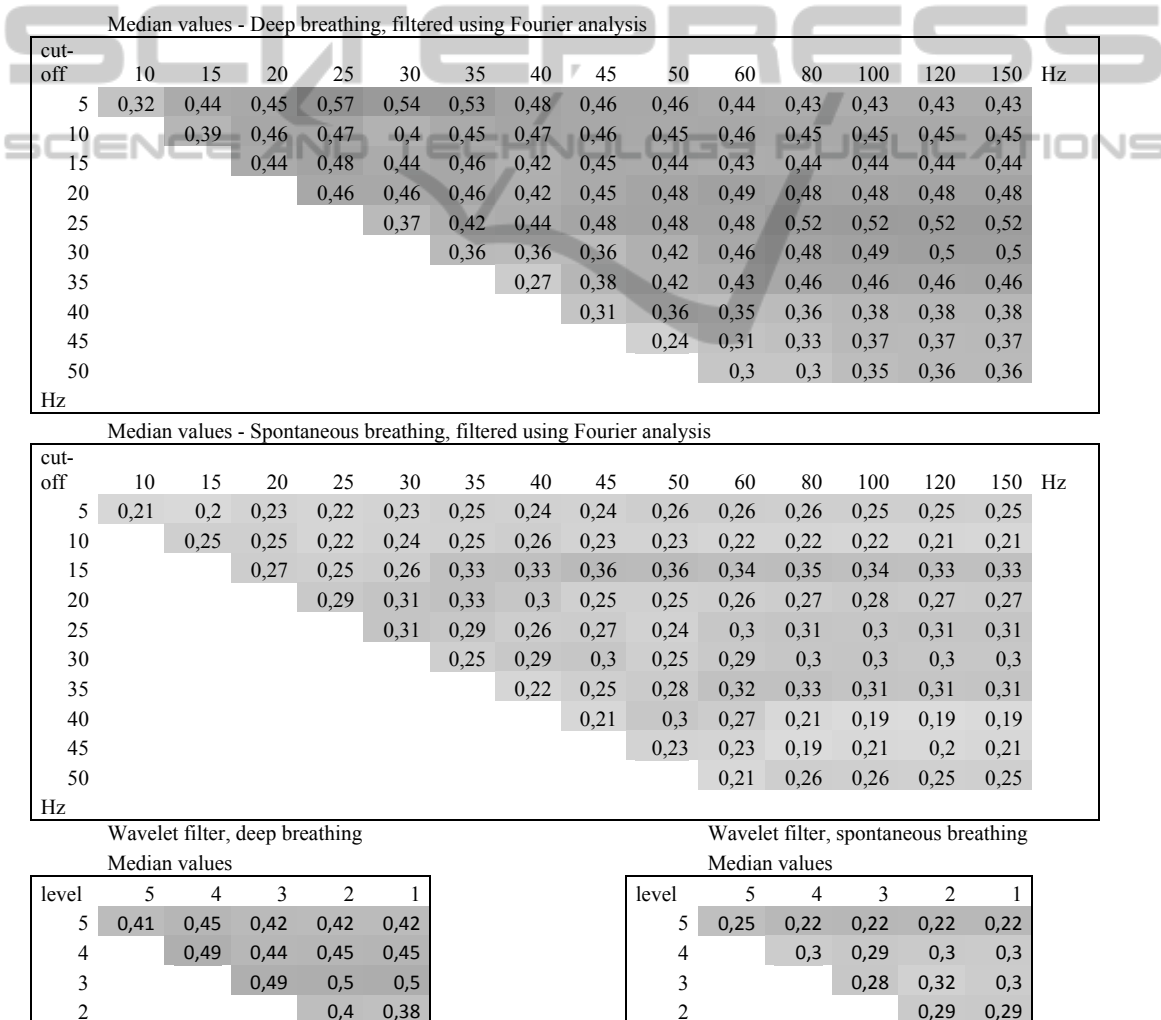 SCITEPRESS
SCIENCE AND TECHNOLOGY PUBLICATIONS
Median values - Deep breathing, filtered using Fourier analysis
cut-
off 10 15 20 25 30 35 40 45 50 60 80 100 120 150 Hz
5 0,32 0,44 0,45 0,57 0,54 0,53 0,48 0,46 0,46 0,44 0,43 0,43 0,43 0,43
10 0,39 0,46 0,47 0,4 0,45 0,47 0,46 0,45 0,46 0,45 0,45 0,45 0,45
15 0,44 0,48 0,44 0,46 0,42 0,45 0,44 0,43 0,44 0,44 0,44 0,44
20 0,46 0,46 0,46 0,42 0,45 0,48 0,49 0,48 0,48 0,48 0,48
25 0,37 0,42 0,44 0,48 0,48 0,48 0,52 0,52 0,52 0,52
30 0,36 0,36 0,36 0,42 0,46 0,48 0,49 0,5 0,5
35 0,27 0,38 0,42 0,43 0,46 0,46 0,46 0,46
40 0,31 0,36 0,35 0,36 0,38 0,38 0,38
45 0,24 0,31 0,33 0,37 0,37 0,37
50 0,3 0,3 0,35 0,36 0,36
Hz
Median values - Spontaneous breathing, filtered using Fourier analysis
cut-
off 10 15 20 25 30 35 40 45 50 60 80 100 120 150 Hz
5 0,21 0,2 0,23 0,22 0,23 0,25 0,24 0,24 0,26 0,26 0,26 0,25 0,25 0,25
10 0,25 0,25 0,22 0,24 0,25 0,26 0,23 0,23 0,22 0,22 0,22 0,21 0,21
15 0,27 0,25 0,26 0,33 0,33 0,36 0,36 0,34 0,35 0,34 0,33 0,33
20 0,29 0,31 0,33 0,3 0,25 0,25 0,26 0,27 0,28 0,27 0,27
25 0,31 0,29 0,26 0,27 0,24 0,3 0,31 0,3 0,31 0,31
30 0,25 0,29 0,3 0,25 0,29 0,3 0,3 0,3 0,3
35 0,22 0,25 0,28 0,32 0,33 0,31 0,31 0,31
40 0,21 0,3 0,27 0,21 0,19 0,19 0,19
45 0,23 0,23 0,19 0,21 0,2 0,21
50 0,21 0,26 0,26 0,25 0,25
Hz
Wavelet filter, deep breathing
Median values
level 5 4 3 2 1
5 0,41 0,45 0,42 0,42 0,42
4 0,49 0,44 0,45 0,45
3 0,49 0,5 0,5
2 0,4 0,38
Wavelet filter, spontaneous breathing
Median values
level 5 4 3 2 1
5 0,25 0,22 0,22 0,22 0,22
4 0,3 0,29 0,3 0,3
3 0,28 0,32 0,3
2 0,29 0,29